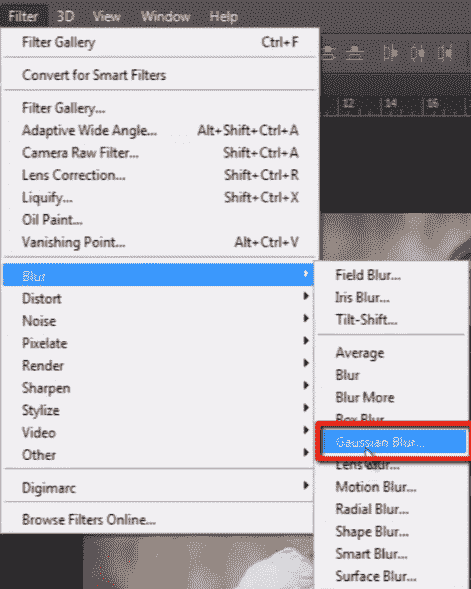 Filter 3D View Window Help
Filter Gallery Ctrl+F
Convert for Smart Filters
12 14 16
Filter Gallery...
Adaptive Wide Angle... Alt+Shift+Ctrl+A
Camera Raw Filter... Shift+Ctrl+A
Lens Correction... Shift+Ctrl+R
Liquify... Shift+Ctrl+X
Oil Paint...
Vanishing Point... Alt+Ctrl+V
Blur
Distort
Noise
Pixelate
Render
Sharpen
Stylize
Video
Other
Digimarc
Browse Filters Online...
Field Blur...
Iris Blur...
Tilt-Shift...
Average
Blur
Blur More
Box Blur...
Gaussian Blur...
Lens Blur...
Motion Blur...
Radial Blur...
Shape Blur...
Smart Blur...
Surface Blur...